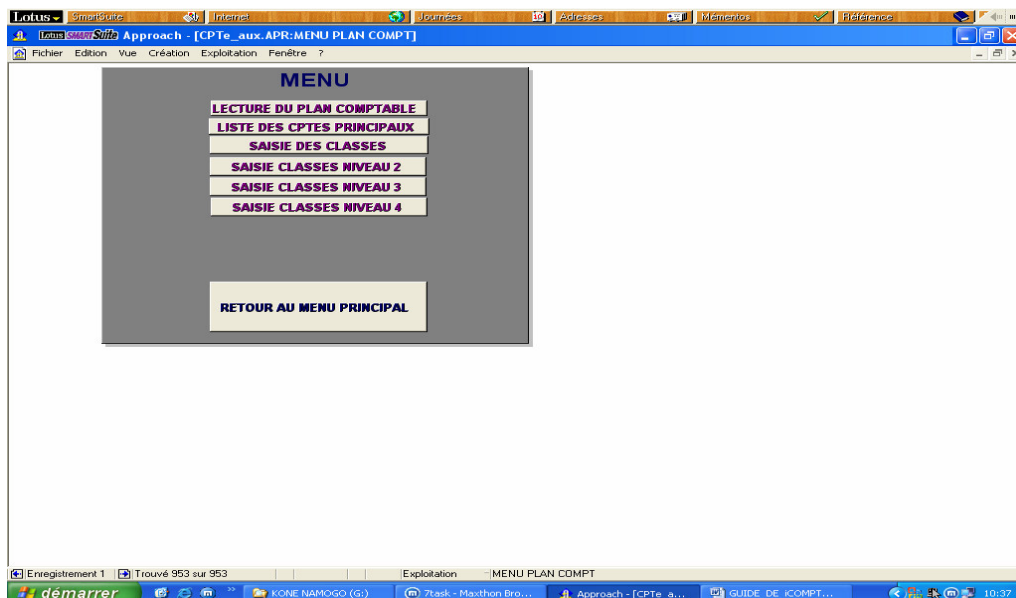 Lotus SmartSuite Internet Journées 10 Adresses Mémentos Référence
Lotus SMARTSuite Approach - [CPTe_aux.APR:MENU PLAN COMPT]
Fichier Edition Vue Création Exploitation Fenêtre ?
MENU
LECTURE DU PLAN COMPTABLE
LISTE DES CPTES PRINCIPAUX
SAISIE DES CLASSES
SAISIE CLASSES NIVEAU 2
SAISIE CLASSES NIVEAU 3
SAISIE CLASSES NIVEAU 4
RETOUR AU MENU PRINCIPAL
Enregistrement 1 Trouvé 953 sur 953 Exploitation MENU PLAN COMPT
démarrer KONE NAMOGO (G:) 7task - Maxthon Bro... Approach - [CPTe_a... GUIDE DE iCOMPT... 10:37